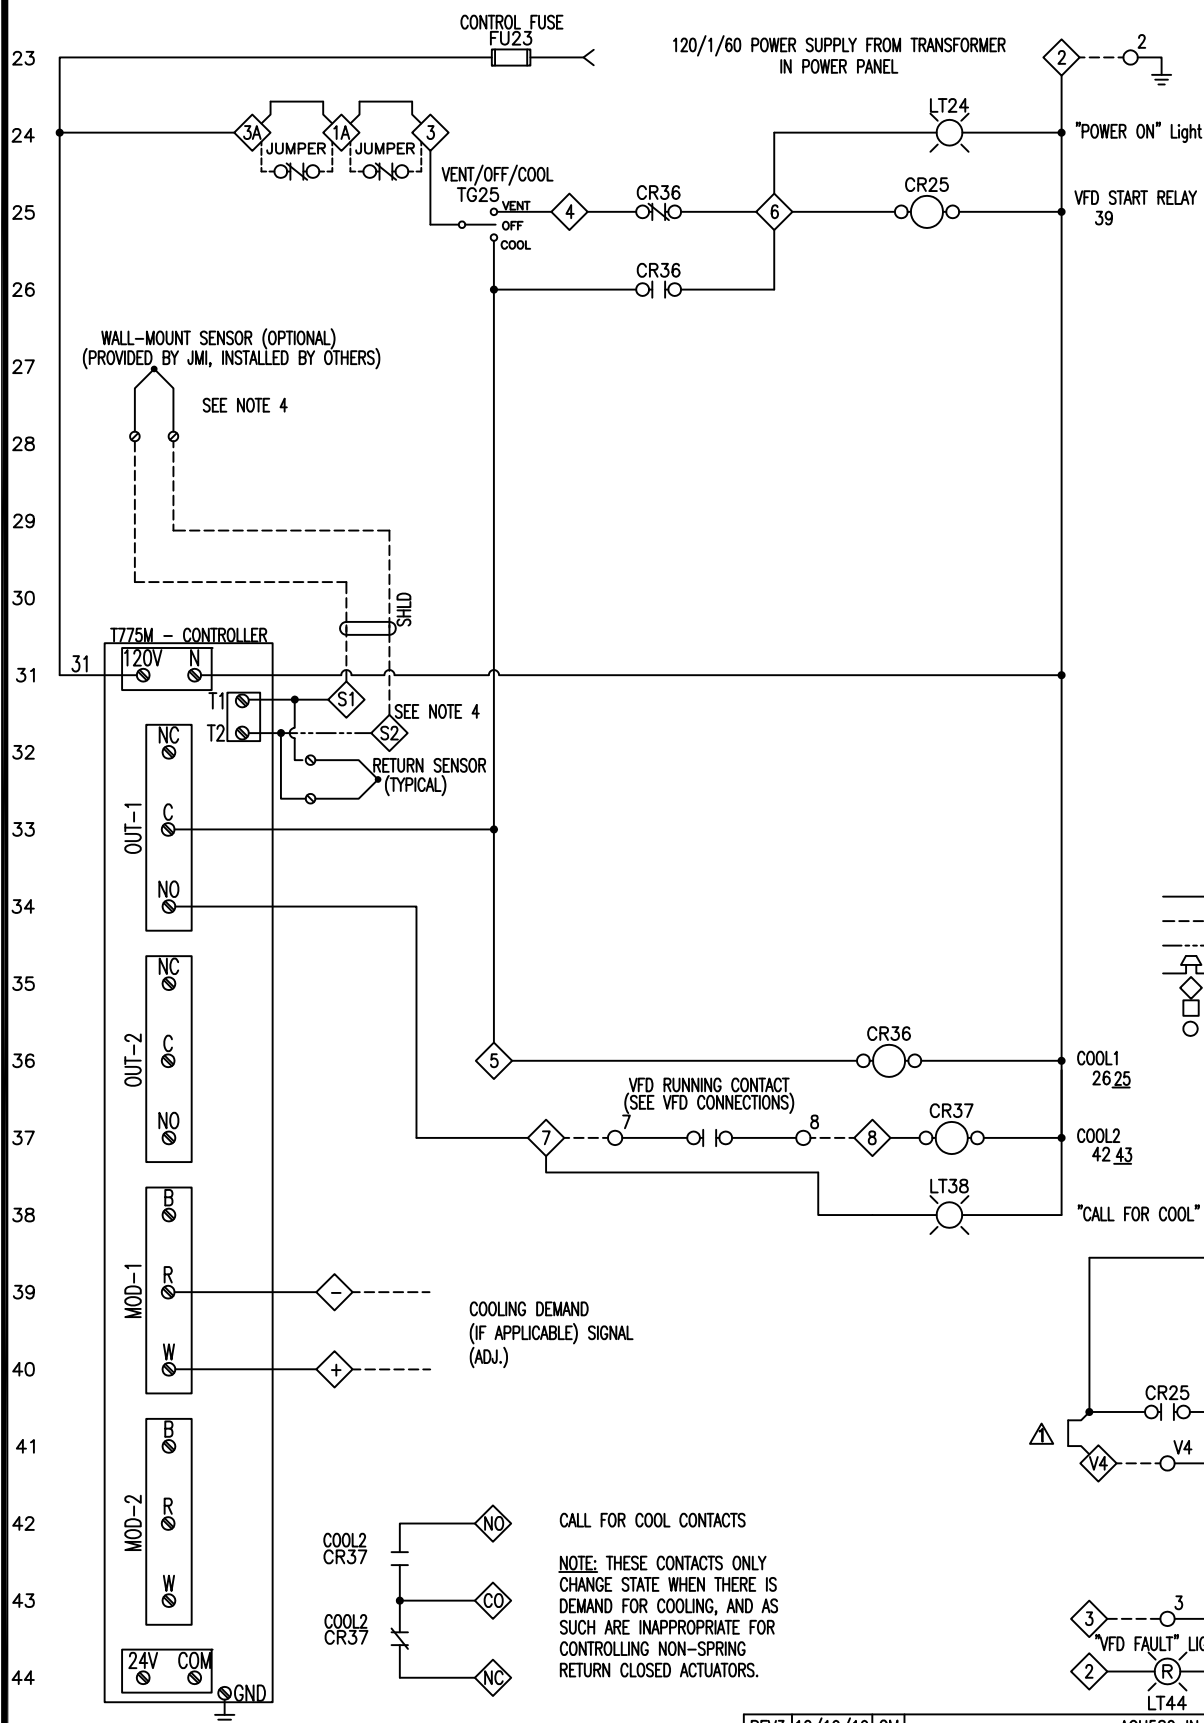 CONTROL FUSE
FU23
23
120/1/60 POWER SUPPLY FROM TRANSFORMER
IN POWER PANEL
2
2
LT24
24
3A
1A
3
"POWER ON" Light
JUMPER
JUMPER
VENT/OFF/COOL
TG25
VENT
OFF
COOL
25
4
CR36
6
CR25
VFD START RELAY
39
26
CR36
WALL-MOUNT SENSOR (OPTIONAL)
(PROVIDED BY JMI, INSTALLED BY OTHERS)
27
SEE NOTE 4
28
29
30
SHLD
T775M - CONTROLLER
31
31
120V
N
T1
S1
SEE NOTE 4
T2
S2
32
NC
RETURN SENSOR
(TYPICAL)
33
OUT-1
C
34
NO
35
NC
36
OUT-2
C
5
CR36
COOL1
26 25
VFD RUNNING CONTACT
(SEE VFD CONNECTIONS)
37
NO
7
7
8
8
CR37
COOL2
42 43
38
B
LT38
"CALL FOR COOL"
39
MOD-1
R
-
COOLING DEMAND
(IF APPLICABLE) SIGNAL
(ADJ.)
40
W
+
CR25
41
B
1
V4
V4
42
MOD-2
R
COOL2
CR37
NO
CALL FOR COOL CONTACTS
NOTE: THESE CONTACTS ONLY
CHANGE STATE WHEN THERE IS
DEMAND FOR COOLING, AND AS
SUCH ARE INAPPROPRIATE FOR
CONTROLLING NON-SPRING
RETURN CLOSED ACTUATORS.
43
W
CO
COOL2
CR37
3
3
"VFD FAULT"
44
24V
COM
NC
2
R
GND
LT44